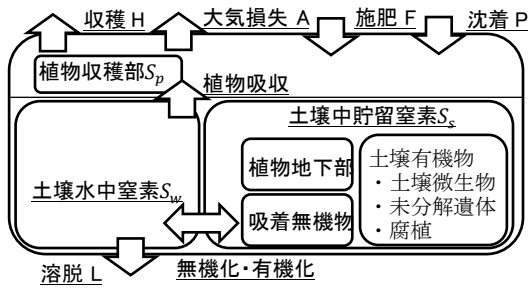 収穫 H
大気損失 A
施肥 F
沈着 P
植物収穫部Sp
植物吸収
土壌中貯留窒素Ss
植物地下部
土壌有機物
・土壌微生物
・未分解遺体
・腐植
土壌水中窒素Sw
吸着無機物
溶脱 L
無機化・有機化